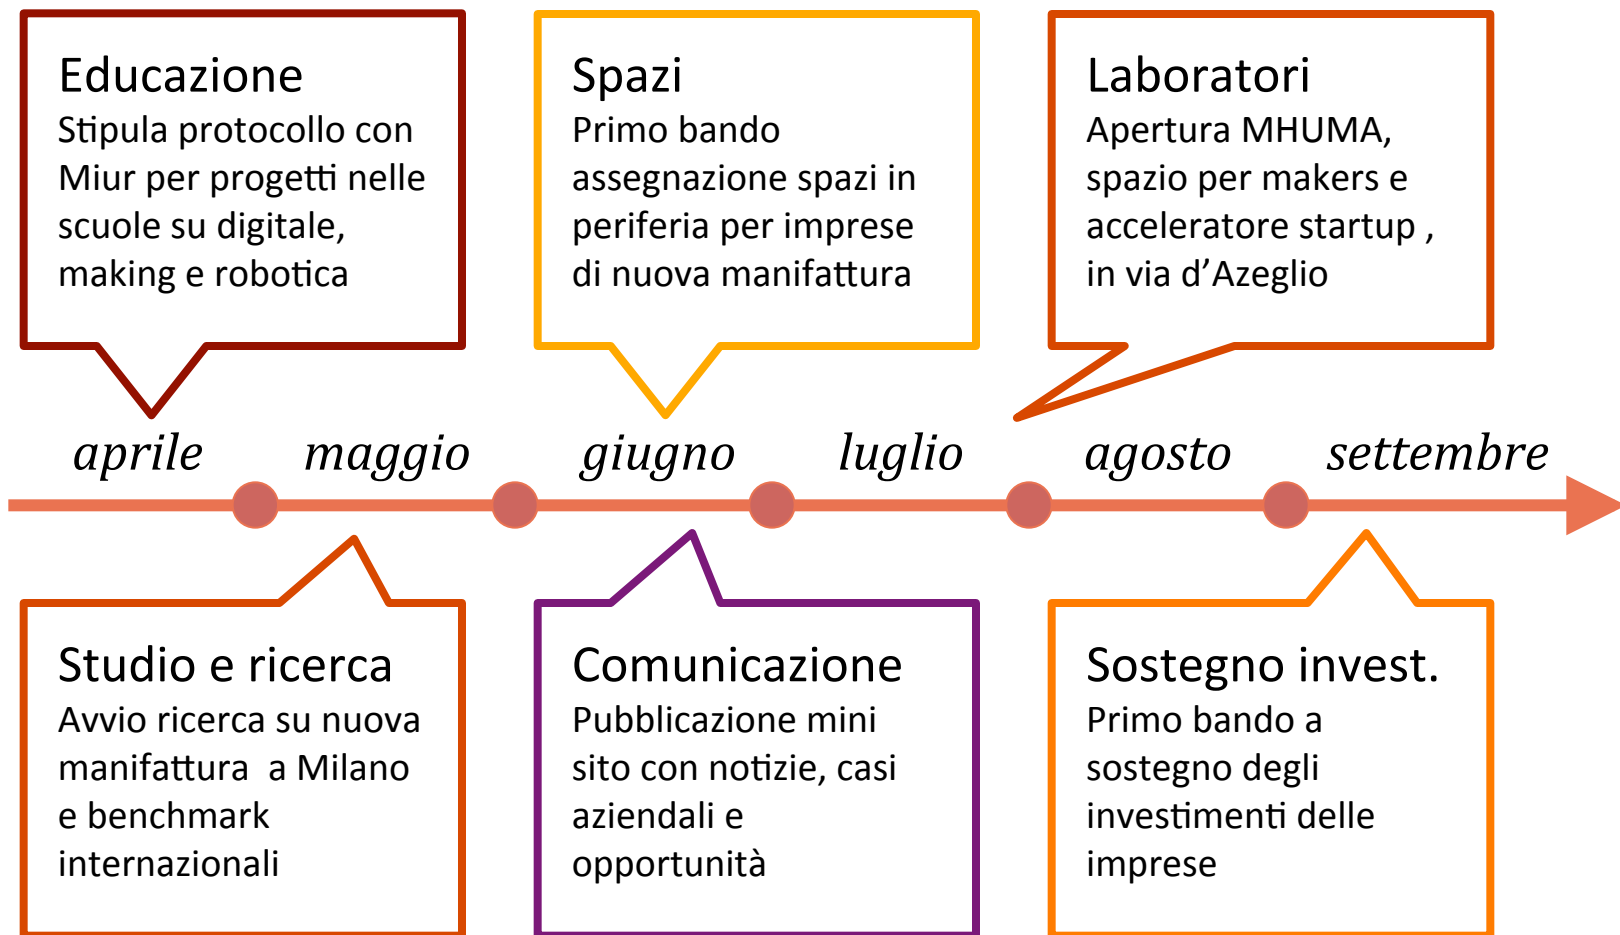 Educazione
Stipula protocollo con
Miur per progetti nelle
scuole su digitale,
making e robotica
Spazi
Primo bando
assegnazione spazi in
periferia per imprese
di nuova manifattura
Laboratori
Apertura MHUMA,
spazio per makers e
acceleratore startup ,
in via d’Azeglio
aprile
maggio
giugno
luglio
agosto
settembre
Studio e ricerca
Avvio ricerca su nuova
manifattura  a Milano
e benchmark
internazionali
Comunicazione
Pubblicazione mini
sito con notizie, casi
aziendali e
opportunità
Sostegno invest.
Primo bando a
sostegno degli
investimenti delle
imprese